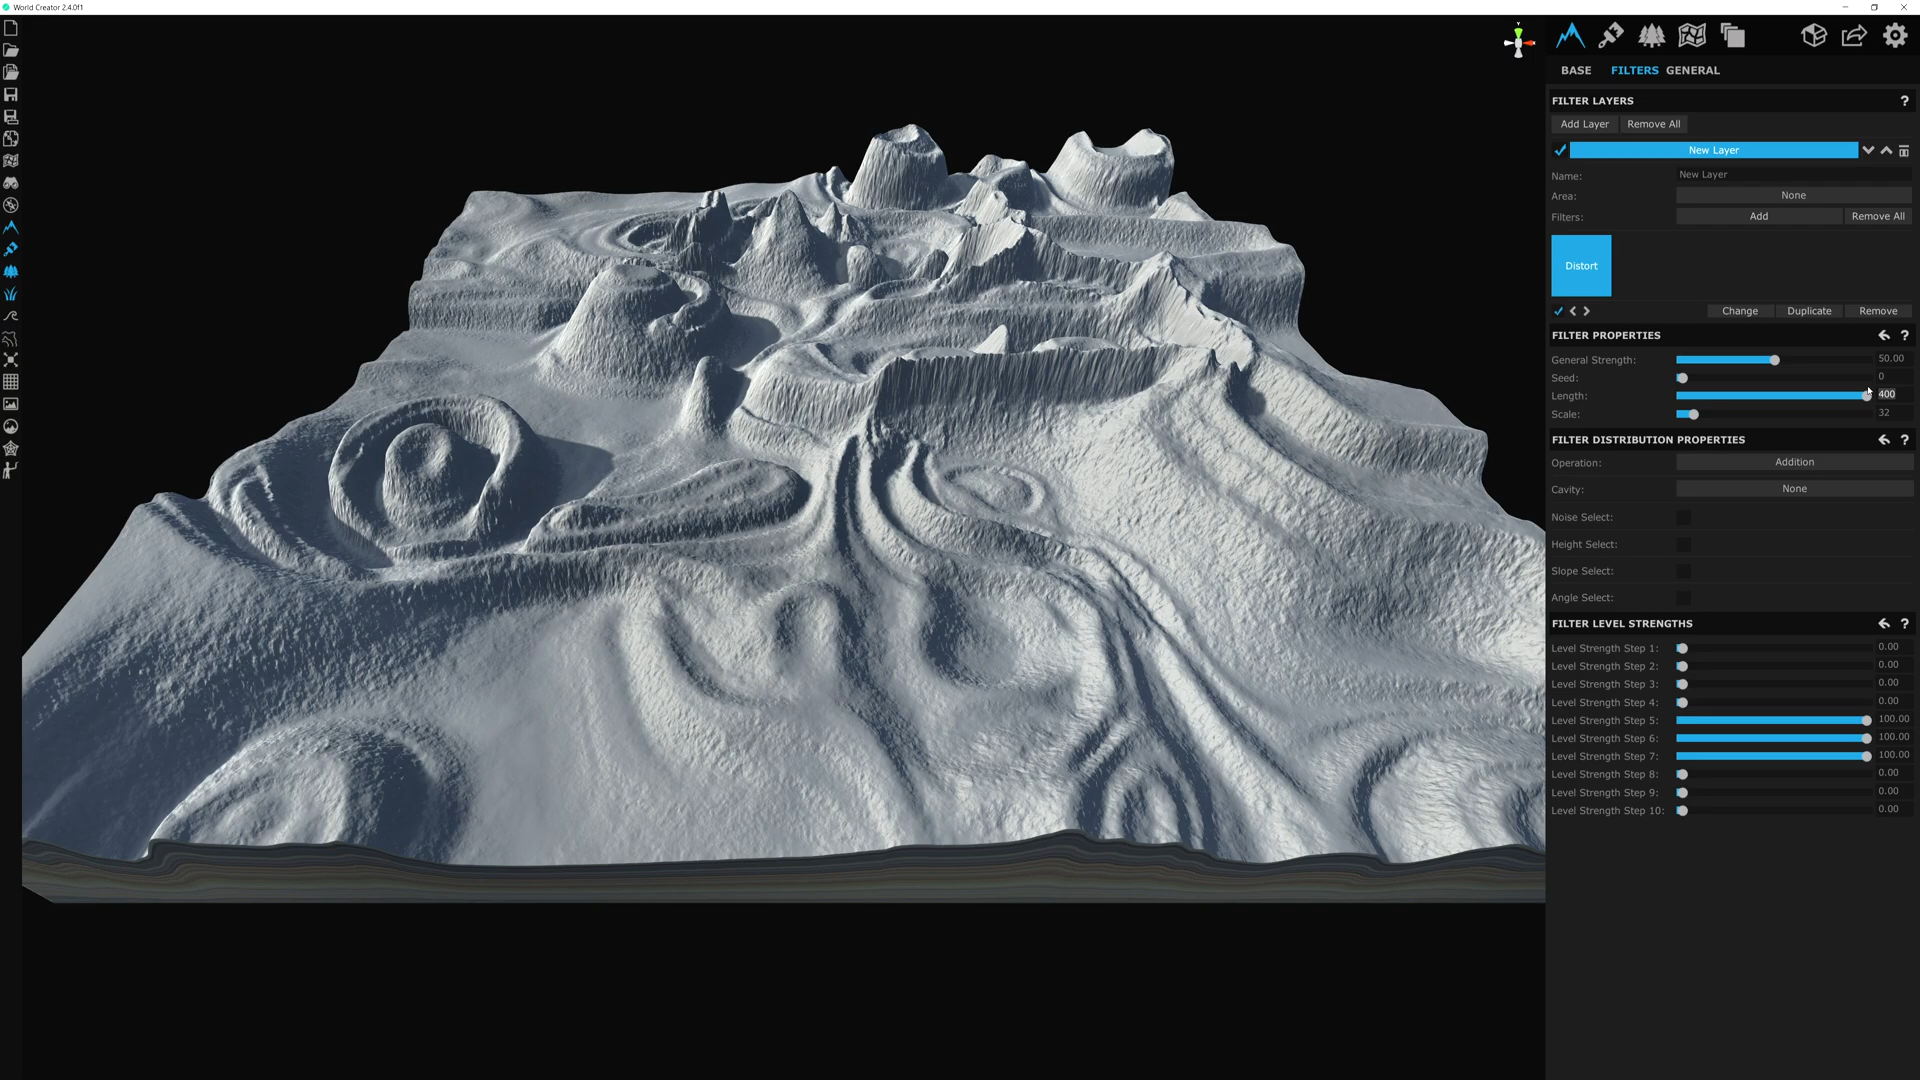 World Creator 2.4.0f1
BASE FILTERS GENERAL
FILTER LAYERS ?
Add Layer Remove All
New Layer
Name: New Layer
Area: None
Filters: Add Remove All
Distort
Change Duplicate Remove
FILTER PROPERTIES ?
General Strength: 50.00
Seed: 0
Length: 400
Scale: 32
FILTER DISTRIBUTION PROPERTIES ?
Operation: Addition
Cavity: None
Noise Select:
Height Select:
Slope Select:
Angle Select:
FILTER LEVEL STRENGTHS ?
Level Strength Step 1: 0.00
Level Strength Step 2: 0.00
Level Strength Step 3: 0.00
Level Strength Step 4: 0.00
Level Strength Step 5: 100.00
Level Strength Step 6: 100.00
Level Strength Step 7: 100.00
Level Strength Step 8: 0.00
Level Strength Step 9: 0.00
Level Strength Step 10: 0.00